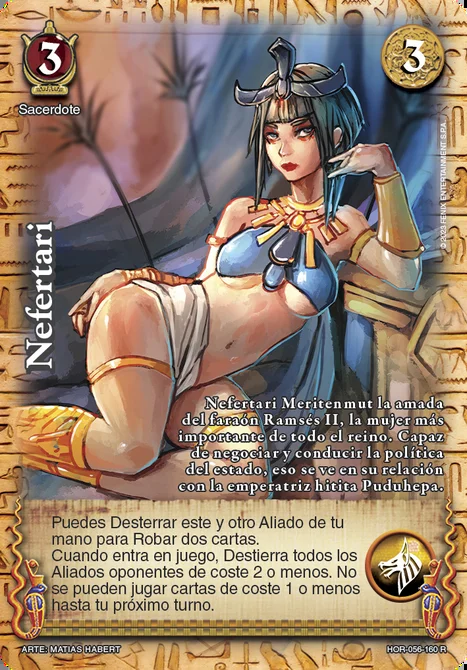 3
3
Sacerdote
Nefertari
© 2023 FENIX ENTERTAINMENT S.P.A.
Nefertari Meritenmut la amada
del faraón Ramsés II, la mujer más
importante de todo el reino. Capaz
de negociar y conducir la política
del estado, eso se ve en su relación
con la emperatriz hitita Puduhepa.
Puedes Desterrar este y otro Aliado de tu
mano para Robar dos cartas.
Cuando entra en juego, Destierra todos los
Aliados oponentes de coste 2 o menos. No
se pueden jugar cartas de coste 1 o menos
hasta tu próximo turno.
ARTE: MATIAS HABERT
HOR-056-160 R